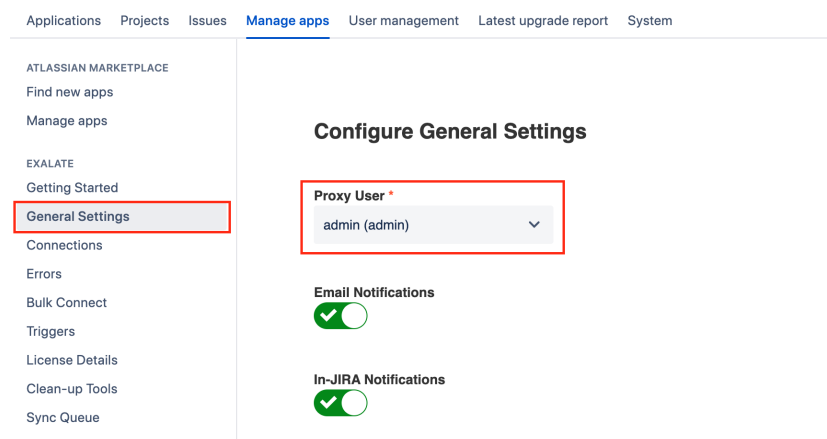 Applications Projects Issues Manage apps User management Latest upgrade report System
ATLASSIAN MARKETPLACE
Find new apps
Manage apps
EXALATE
Getting Started
General Settings
Connections
Errors
Bulk Connect
Triggers
License Details
Clean-up Tools
Sync Queue
Configure General Settings
Proxy User *
admin (admin)
Email Notifications
In-JIRA Notifications